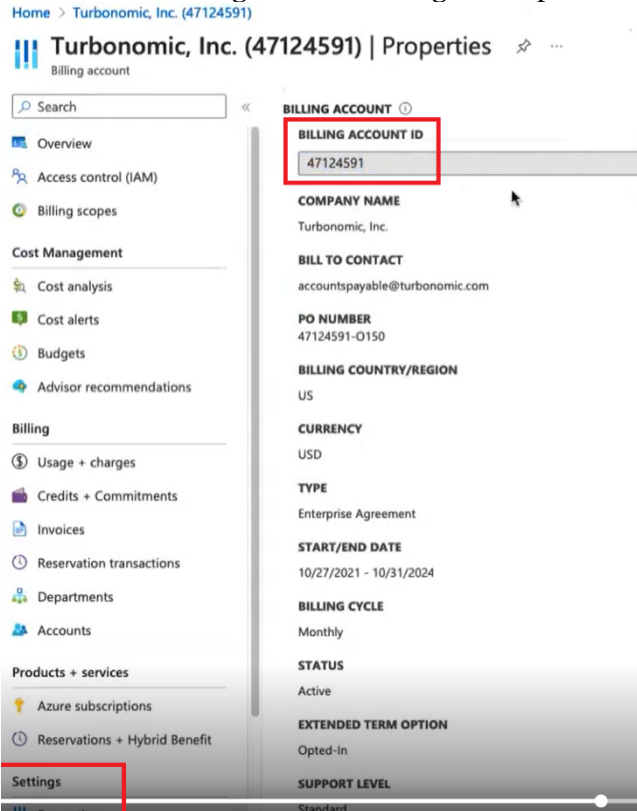 Home > Turbonomic, Inc. (47124591)
Turbonomic, Inc. (47124591) | Properties
Billing account
Search
Overview
Access control (IAM)
Billing scopes
Cost Management
Cost analysis
Cost alerts
Budgets
Advisor recommendations
Billing
Usage + charges
Credits + Commitments
Invoices
Reservation transactions
Departments
Accounts
Products + services
Azure subscriptions
Reservations + Hybrid Benefit
Settings
BILLING ACCOUNT
BILLING ACCOUNT ID
47124591
COMPANY NAME
Turbonomic, Inc.
BILL TO CONTACT
accountspayable@turbonomic.com
PO NUMBER
47124591-O150
BILLING COUNTRY/REGION
US
CURRENCY
USD
TYPE
Enterprise Agreement
START/END DATE
10/27/2021 - 10/31/2024
BILLING CYCLE
Monthly
STATUS
Active
EXTENDED TERM OPTION
Opted-In
SUPPORT LEVEL
Standard